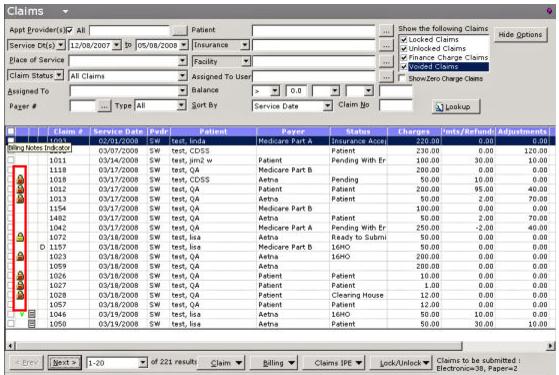 Claims
Appt Provider(s) All ... Patient ... Show the following Claims Hide Options
Locked Claims
Service Dt(s) 12/08/2007 to 05/08/2008 Insurance ... Unlocked Claims
Finance Charge Claims
Place of Service Facility ... Voided Claims
Claim Status All Claims Assigned To User ... Show Zero Charge Claims
Assigned To Balance > 0.0
Payer # ... Type All Sort By Service Date Claim No Lookup
Claim # Service Date Pvdr Patient Payer Status Charges Adjustments
1003 02/01/2008 SW test, linda Medicare Part A Insurance Accep 220.00 0.00 0.00
Billing Notes Indicator
03/07/2008 SW test, CDSS Patient 230.00 0.00 120.00
1011 03/14/2008 SW test, jim2 w Patient Pending With Er 100.00 30.00 10.00
1118 03/17/2008 SW test, QA Medicare Part B 200.00 0.00 0.00
1018 03/17/2008 SW test, CDSS Aetna Pending 50.00 10.00 0.00
1012 03/17/2008 SW test, QA Patient Patient 200.00 95.00 40.00
1013 03/17/2008 SW test, QA Aetna Patient 50.00 2.00 70.00
1154 03/17/2008 SW test, QA Medicare Part B 100.00 0.00 0.00
1482 03/17/2008 SW test, QA Aetna Patient 50.00 2.00 70.00
1042 03/17/2008 SW test, QA Medicare Part A Pending With Er 250.00 -2.00 40.00
1072 03/18/2008 SW test, lisa Aetna Ready to Submi 50.00 0.00 0.00
D 1157 03/18/2008 SW test, lisa Medicare Part B 16HO 50.00 0.00 0.00
1023 03/18/2008 SW test, QA Aetna 16HO 200.00 0.00 0.00
1059 03/18/2008 SW test, QA Aetna 200.00 0.00 0.00
1026 03/18/2008 SW test, QA Patient Patient 10.00 0.00 0.00
1027 03/18/2008 SW test, QA Patient Patient 1.00 0.00 0.00
1028 03/18/2008 SW test, QA Patient Clearing House 12.00 0.00 0.00
1057 03/18/2008 SW test, QA Patient Patient 12.00 0.00 0.00
1046 03/19/2008 SW test, lisa Aetna 16HO 50.00 10.00 0.00
1050 03/19/2008 SW test, lisa Aetna Patient 50.00 30.00 10.00
< Prev Next > 1-20 of 221 results Claim Billing Claims IPE Lock/Unlock Claims to be submitted :
Electronic=38, Paper=2